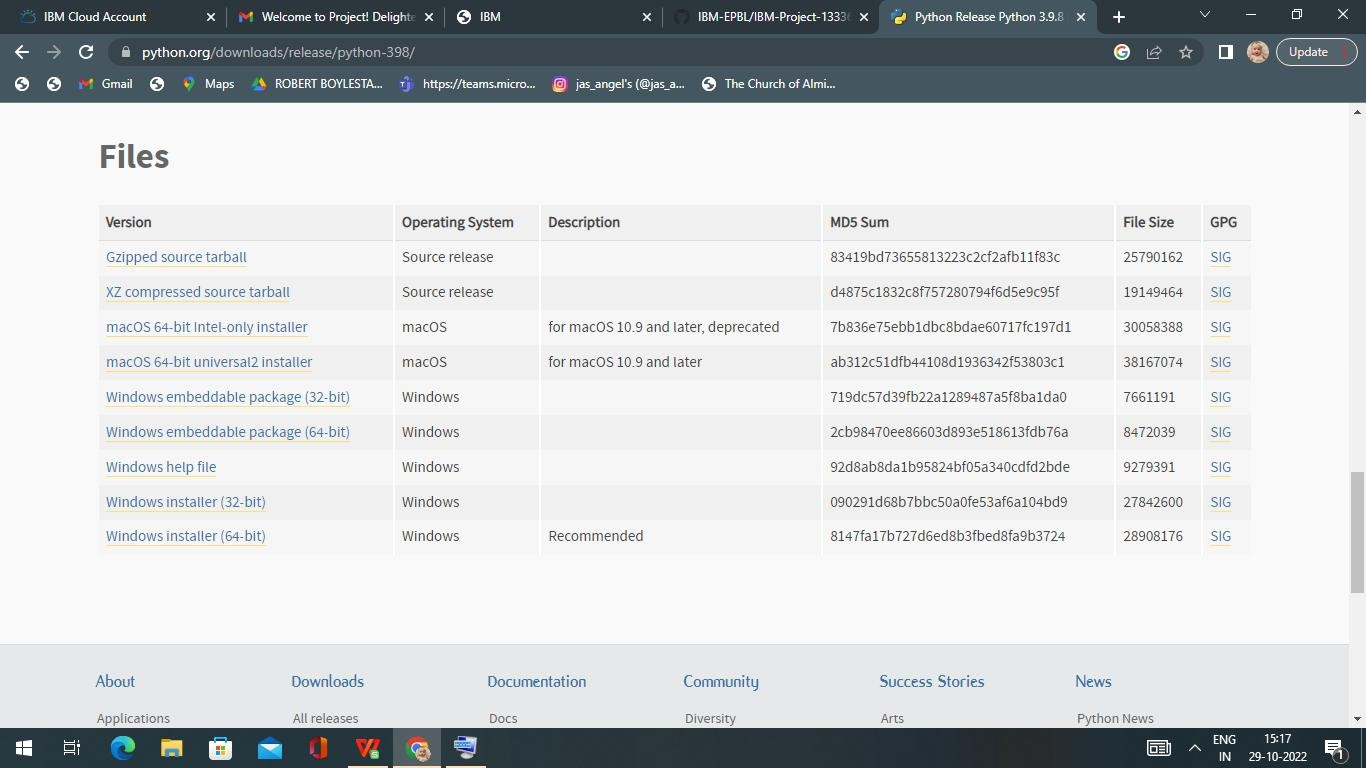 IBM Cloud Account
Welcome to Project! Delighte
IBM
IBM-EPBL/IBM-Project-1333
Python Release Python 3.9.8
python.org/downloads/release/python-398/
Update
Gmail
Maps
ROBERT BOYLESTA...
https://teams.micro...
jas_angel's (@jas_a...
The Church of Almi...
Files
Version Operating System Description MD5 Sum File Size GPG
Gzipped source tarball Source release 83419bd73655813223c2cf2afb11f83c 25790162 SIG
XZ compressed source tarball Source release d4875c1832c8f757280794f6d5e9c95f 19149464 SIG
macOS 64-bit Intel-only installer macOS for macOS 10.9 and later, deprecated 7b836e75ebb1dbc8bdae60717fc197d1 30058388 SIG
macOS 64-bit universal2 installer macOS for macOS 10.9 and later ab312c51dfb44108d1936342f53803c1 38167074 SIG
Windows embeddable package (32-bit) Windows 719dc57d39fb22a1289487a5f8ba1da0 7661191 SIG
Windows embeddable package (64-bit) Windows 2cb98470ee86603d893e518613fdb76a 8472039 SIG
Windows help file Windows 92d8ab8da1b95824bf05a340cdfd2bde 9279391 SIG
Windows installer (32-bit) Windows 090291d68b7bbc50a0fe53af6a104bd9 27842600 SIG
Windows installer (64-bit) Windows Recommended 8147fa17b727d6ed8b3fbed8fa9b3724 28908176 SIG
About Downloads Documentation Community Success Stories News
Applications All releases Docs Diversity Arts Python News
ENG
IN
15:17
29-10-2022
1